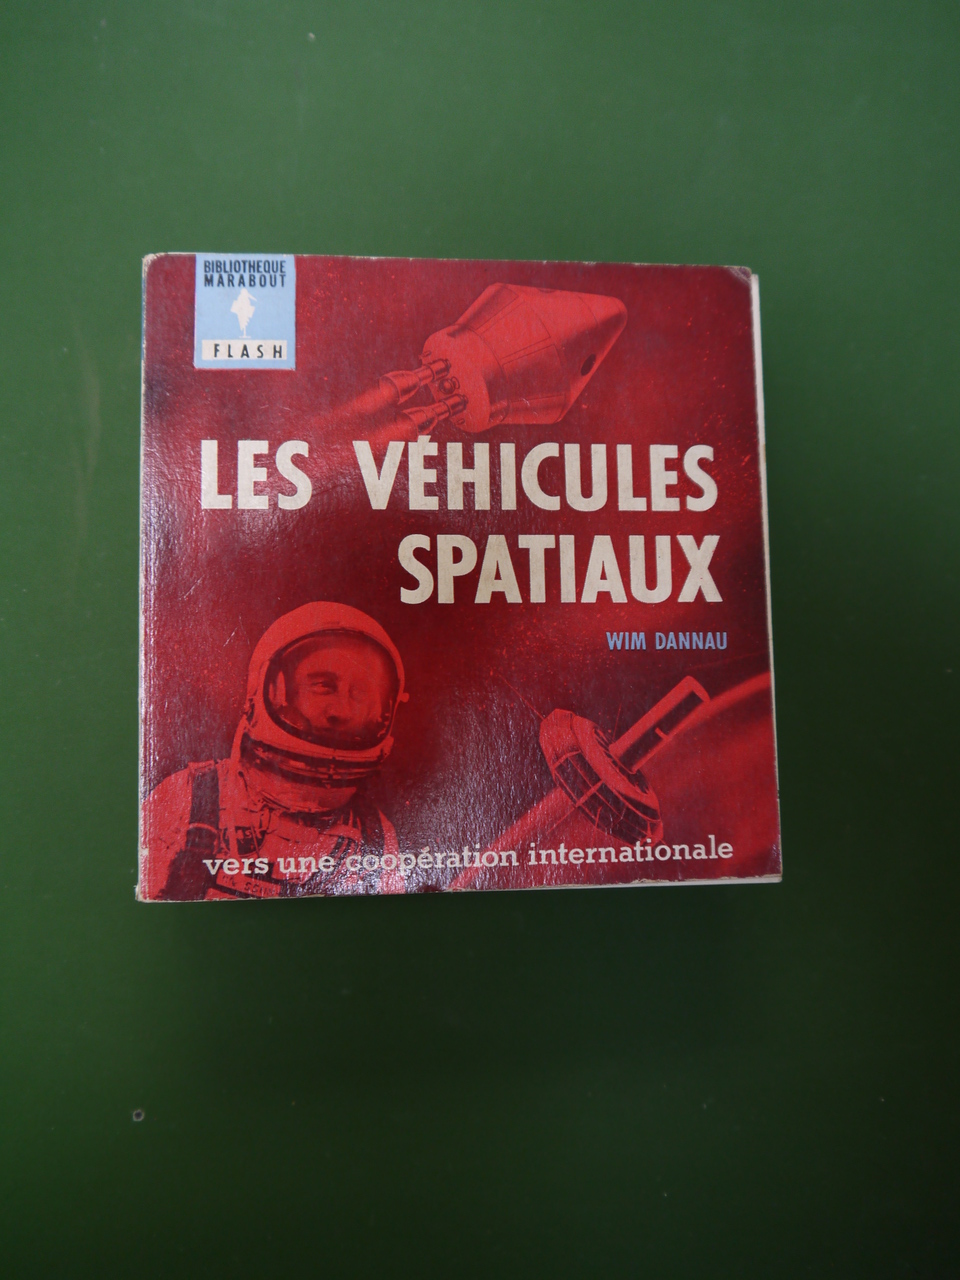 BIBLIOTHEQUE
MARABOUT
FLASH
LES VÉHICULES
SPATIAUX
WIM DANNAU
vers une coopération internationale